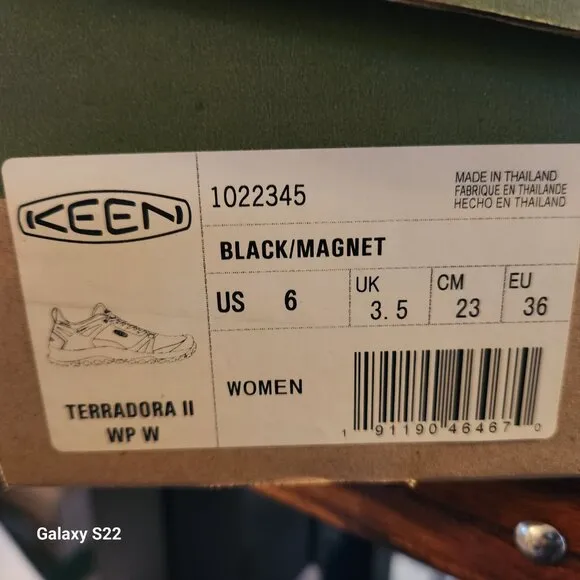 KEEN
1022345
MADE IN THAILAND
FABRIQUE EN THAILANDE
HECHO EN THAILAND
BLACK/MAGNET
US 6
UK 3.5
CM 23
EU 36
TERRADORA II
WP W
WOMEN
1 91190 46467 0
Galaxy S22